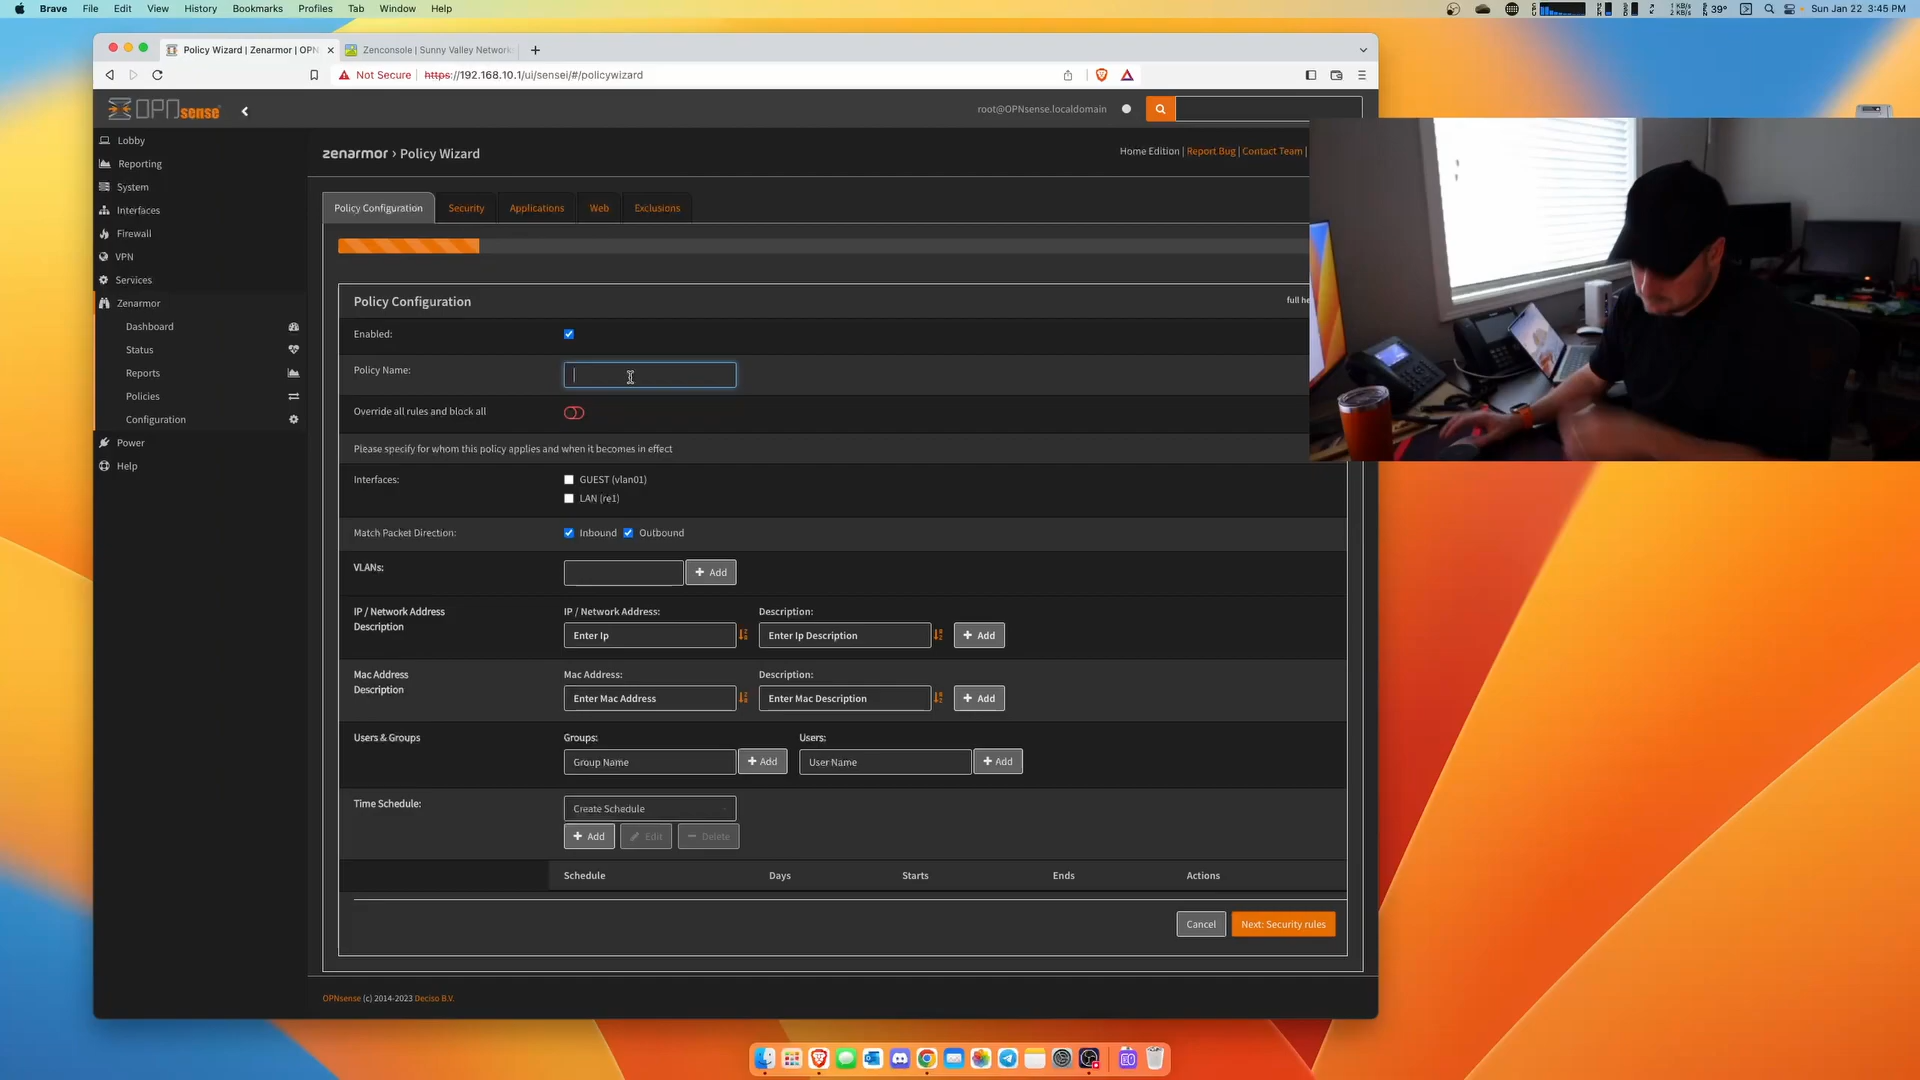 Brave File Edit View History Bookmarks Profiles Tab Window Help
39° Sun Jan 22 3:45 PM
Policy Wizard | Zenarmor | OPN
Zenconsole | Sunny Valley Network
Not Secure https://192.168.10.1/ui/sensei/#/policywizard
OPNsense
root@OPNsense.localdomain
Lobby
Reporting
System
Interfaces
Firewall
VPN
Services
Zenarmor
Dashboard
Status
Reports
Policies
Configuration
Power
Help
zenarmor › Policy Wizard
Home Edition | Report Bug | Contact Team |
Policy Configuration Security Applications Web Exclusions
Policy Configuration
full he
Enabled:
Policy Name:
Override all rules and block all
Please specify for whom this policy applies and when it becomes in effect
Interfaces: GUEST (vlan01)
LAN (re1)
Match Packet Direction: Inbound Outbound
VLANs: + Add
IP / Network Address Description
IP / Network Address: Description:
Enter Ip Enter Ip Description + Add
Mac Address Description
Mac Address: Description:
Enter Mac Address Enter Mac Description + Add
Users & Groups
Groups: Users:
Group Name + Add User Name + Add
Time Schedule: Create Schedule
+ Add Edit Delete
Schedule Days Starts Ends Actions
Cancel Next: Security rules
OPNsense (c) 2014-2023 Deciso B.V.